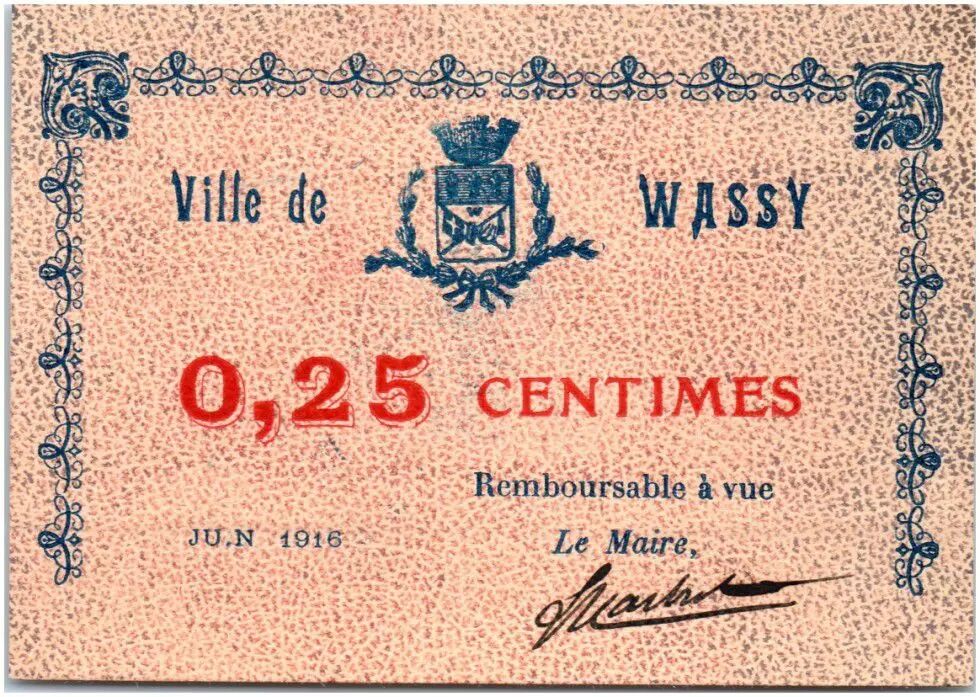 Ville de WASSY
0,25 CENTIMES
Remboursable à vue
JU.N 1916
Le Maire,